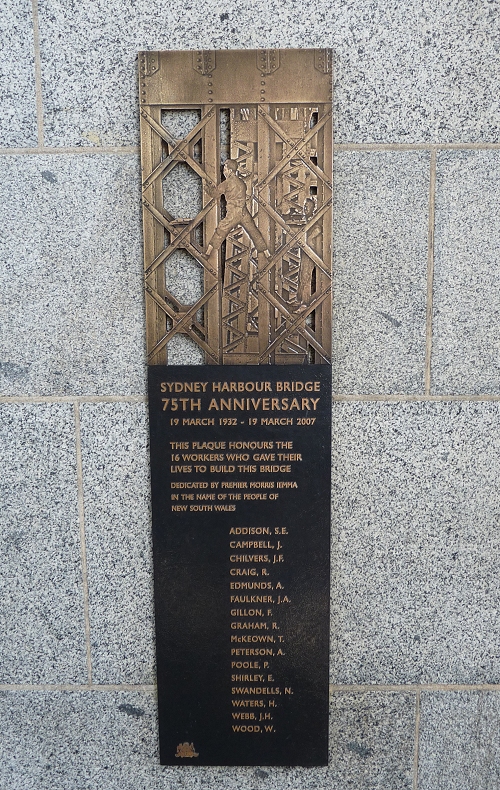 SYDNEY HARBOUR BRIDGE
75TH ANNIVERSARY
19 MARCH 1932 - 19 MARCH 2007
THIS PLAQUE HONOURS THE
16 WORKERS WHO GAVE THEIR
LIVES TO BUILD THIS BRIDGE
DEDICATED BY PREMIER MORRIS IEMMA
IN THE NAME OF THE PEOPLE OF
NEW SOUTH WALES
ADDISON, S.E.
CAMPBELL, J.
CHILVERS, J.F.
CRAIG, R.
EDMUNDS, A.
FAULKNER, J.A.
GILLON, F.
GRAHAM, R.
McKEOWN, T.
PETERSON, A.
POOLE, P.
SHIRLEY, E.
SWANDELLS, N.
WATERS, H.
WEBB, J.H.
WOOD, W.